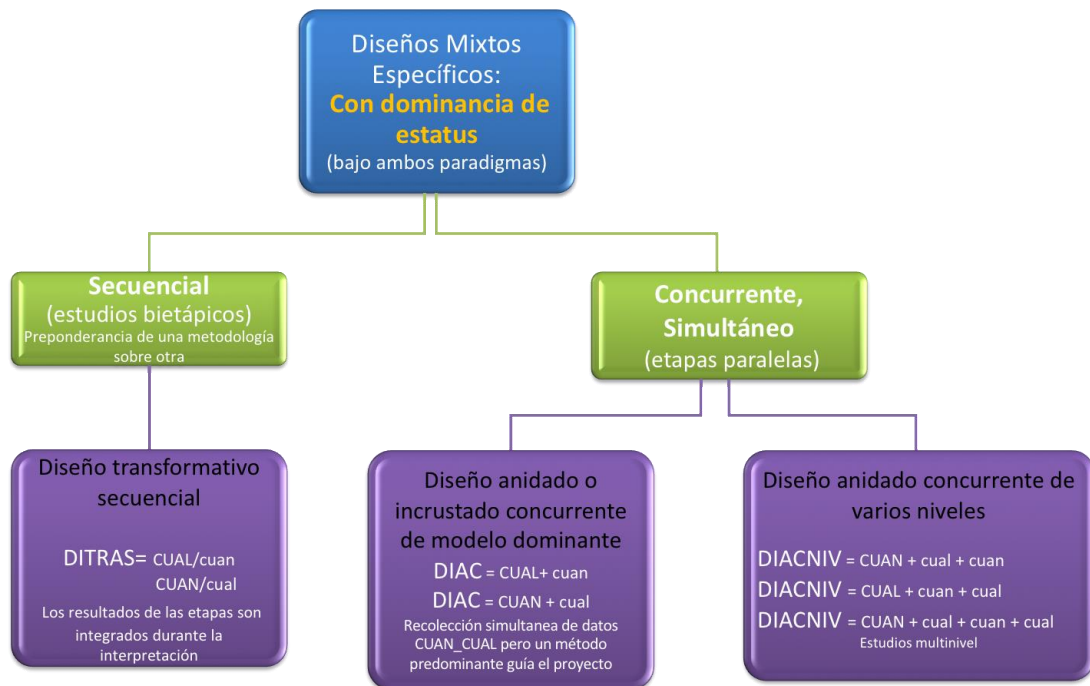 Diseños Mixtos
Específicos:
Con dominancia de
estatus
(bajo ambos paradigmas)
Secuencial
(estudios bietápicos)
Preponderancia de una metodología
sobre otra
Concurrente,
Simultáneo
(etapas paralelas)
Diseño transformativo
secuencial
DITRAS= CUAL/cuan
CUAN/cual
Los resultados de las etapas son
integrados durante la
interpretación
Diseño anidado o
incrustado concurrente
de modelo dominante
DIAC = CUAL+ cuan
DIAC = CUAN + cual
Recolección simultanea de datos
CUAN_CUAL pero un método
predominante guía el proyecto
Diseño anidado concurrente de
varios niveles
DIACNIV = CUAN + cual + cuan
DIACNIV = CUAL + cuan + cual
DIACNIV = CUAN + cual + cuan + cual
Estudios multinivel